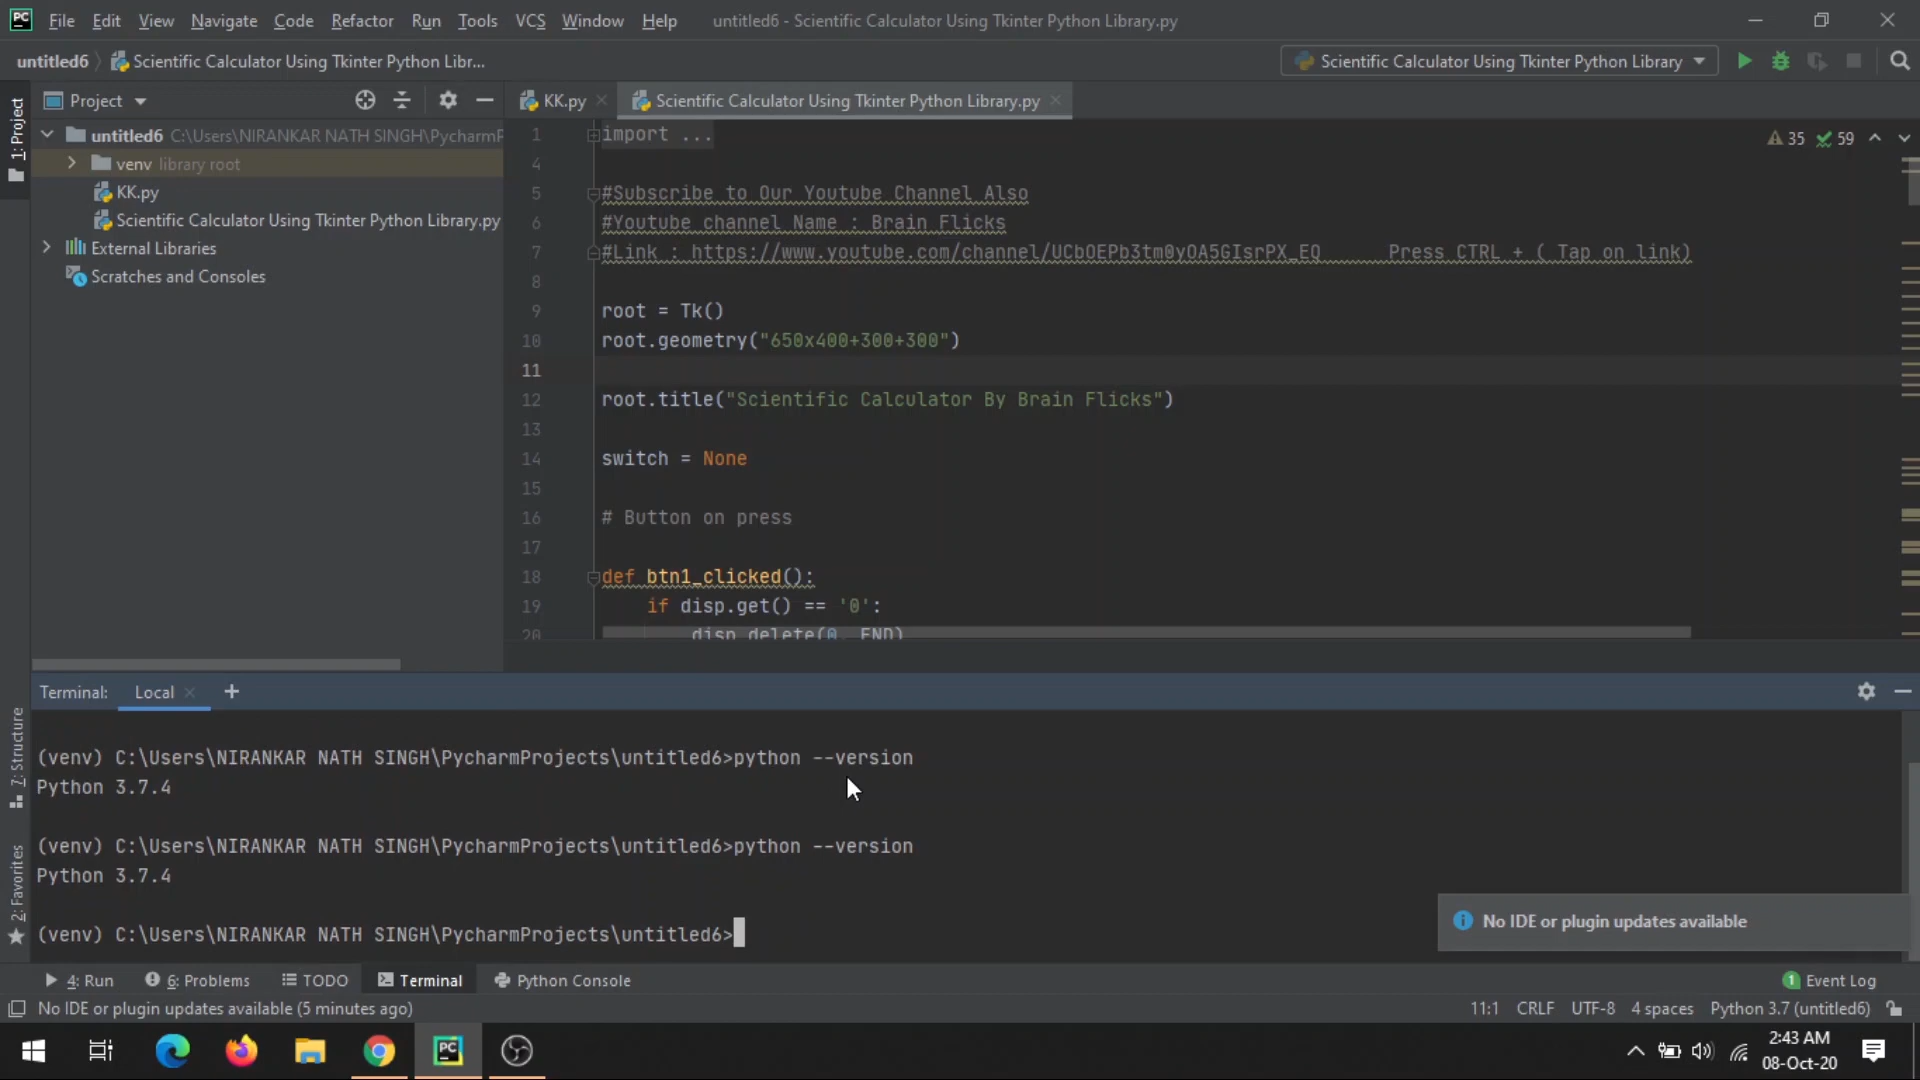 PC File Edit View Navigate Code Refactor Run Tools VCS Window Help untitled6 - Scientific Calculator Using Tkinter Python Library.py
untitled6 Scientific Calculator Using Tkinter Python Libr... Scientific Calculator Using Tkinter Python Library
1: Project
Project
untitled6 C:\Users\NIRANKAR NATH SINGH\PycharmP
venv library root
KK.py
Scientific Calculator Using Tkinter Python Library.py
External Libraries
Scratches and Consoles
KK.py Scientific Calculator Using Tkinter Python Library.py
35 59
1 import ...
4
5 #Subscribe to Our Youtube Channel Also
6 #Youtube channel Name : Brain Flicks
7 #Link : https://www.youtube.com/channel/UCbOEPb3tm0yOA5GIsrPX_EQ Press CTRL + ( Tap on link)
8
9 root = Tk()
10 root.geometry("650x400+300+300")
11
12 root.title("Scientific Calculator By Brain Flicks")
13
14 switch = None
15
16 # Button on press
17
18 def btn1_clicked():
19 if disp.get() == '0':
20 disp.delete(0, END)
Terminal: Local +
7: Structure
2: Favorites
(venv) C:\Users\NIRANKAR NATH SINGH\PycharmProjects\untitled6>python --version
Python 3.7.4
(venv) C:\Users\NIRANKAR NATH SINGH\PycharmProjects\untitled6>python --version
Python 3.7.4
(venv) C:\Users\NIRANKAR NATH SINGH\PycharmProjects\untitled6>
No IDE or plugin updates available
4: Run 6: Problems TODO Terminal Python Console 1 Event Log
No IDE or plugin updates available (5 minutes ago) 11:1 CRLF UTF-8 4 spaces Python 3.7 (untitled6)
PC
2:43 AM
08-Oct-20